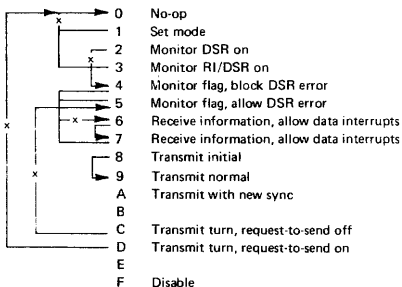 0 No-op
x
1 Set mode
2 Monitor DSR on
x
3 Monitor RI/DSR on
4 Monitor flag, block DSR error
5 Monitor flag, allow DSR error
x 6 Receive information, allow data interrupts
x
7 Receive information, allow data interrupts
8 Transmit initial
x
9 Transmit normal
A Transmit with new sync
B
C Transmit turn, request-to-send off
D Transmit turn, request-to-send on
E
F Disable